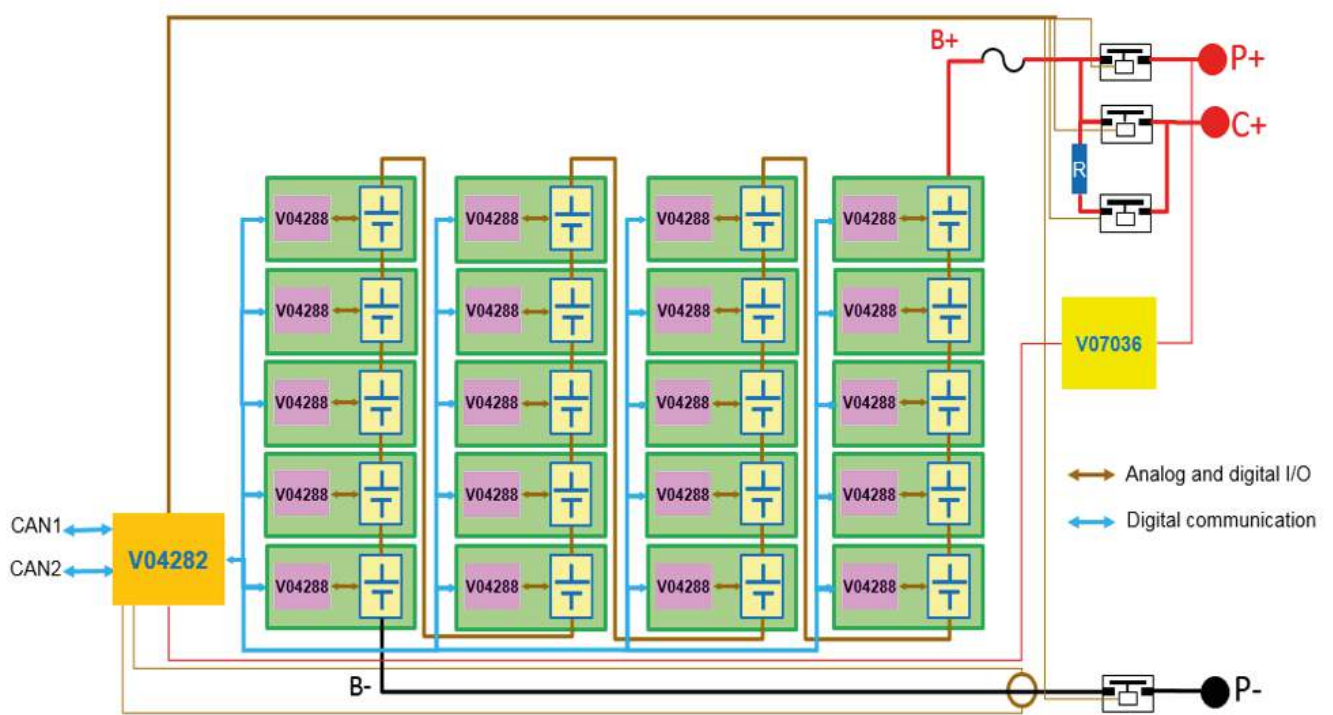 B+
P+
C+
R
V04288 V04288 V04288 V04288
V04288 V04288 V04288 V04288
V07036
V04288 V04288 V04288 V04288
Analog and digital I/O
V04288 V04288 V04288 V04288
CAN1
Digital communication
V04282
CAN2
V04288 V04288 V04288 V04288
B-
P-